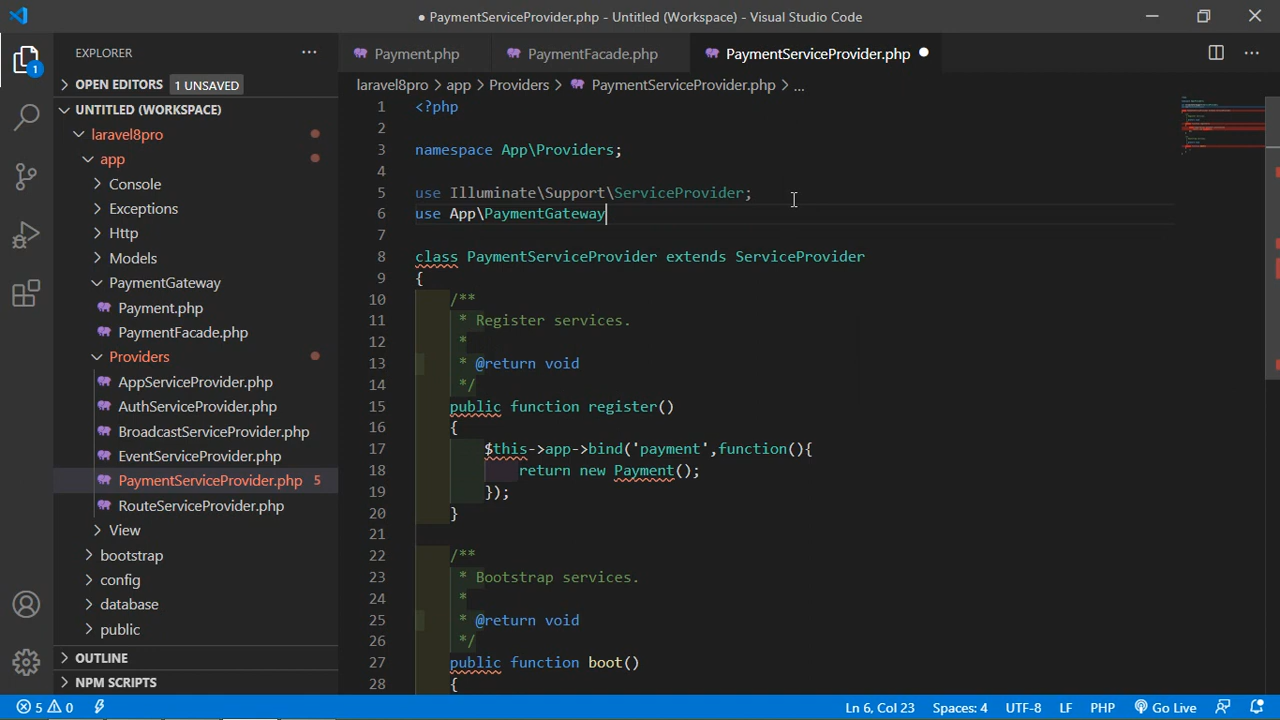 ● PaymentServiceProvider.php - Untitled (Workspace) - Visual Studio Code
EXPLORER
1
OPEN EDITORS 1 UNSAVED
UNTITLED (WORKSPACE)
laravel8pro
app
Console
Exceptions
Http
Models
PaymentGateway
Payment.php
PaymentFacade.php
Providers
AppServiceProvider.php
AuthServiceProvider.php
BroadcastServiceProvider.php
EventServiceProvider.php
PaymentServiceProvider.php 5
RouteServiceProvider.php
View
bootstrap
config
database
public
OUTLINE
NPM SCRIPTS
Payment.php PaymentFacade.php PaymentServiceProvider.php
laravel8pro > app > Providers > PaymentServiceProvider.php > ...
1 <?php
2
3 namespace App\Providers;
4
5 use Illuminate\Support\ServiceProvider;
6 use App\PaymentGateway
7
8 class PaymentServiceProvider extends ServiceProvider
9 {
10 /**
11 * Register services.
12 *
13 * @return void
14 */
15 public function register()
16 {
17 $this->app->bind('payment',function(){
18 return new Payment();
19 });
20 }
21
22 /**
23 * Bootstrap services.
24 *
25 * @return void
26 */
27 public function boot()
28 {
5 0 Ln 6, Col 23 Spaces: 4 UTF-8 LF PHP Go Live